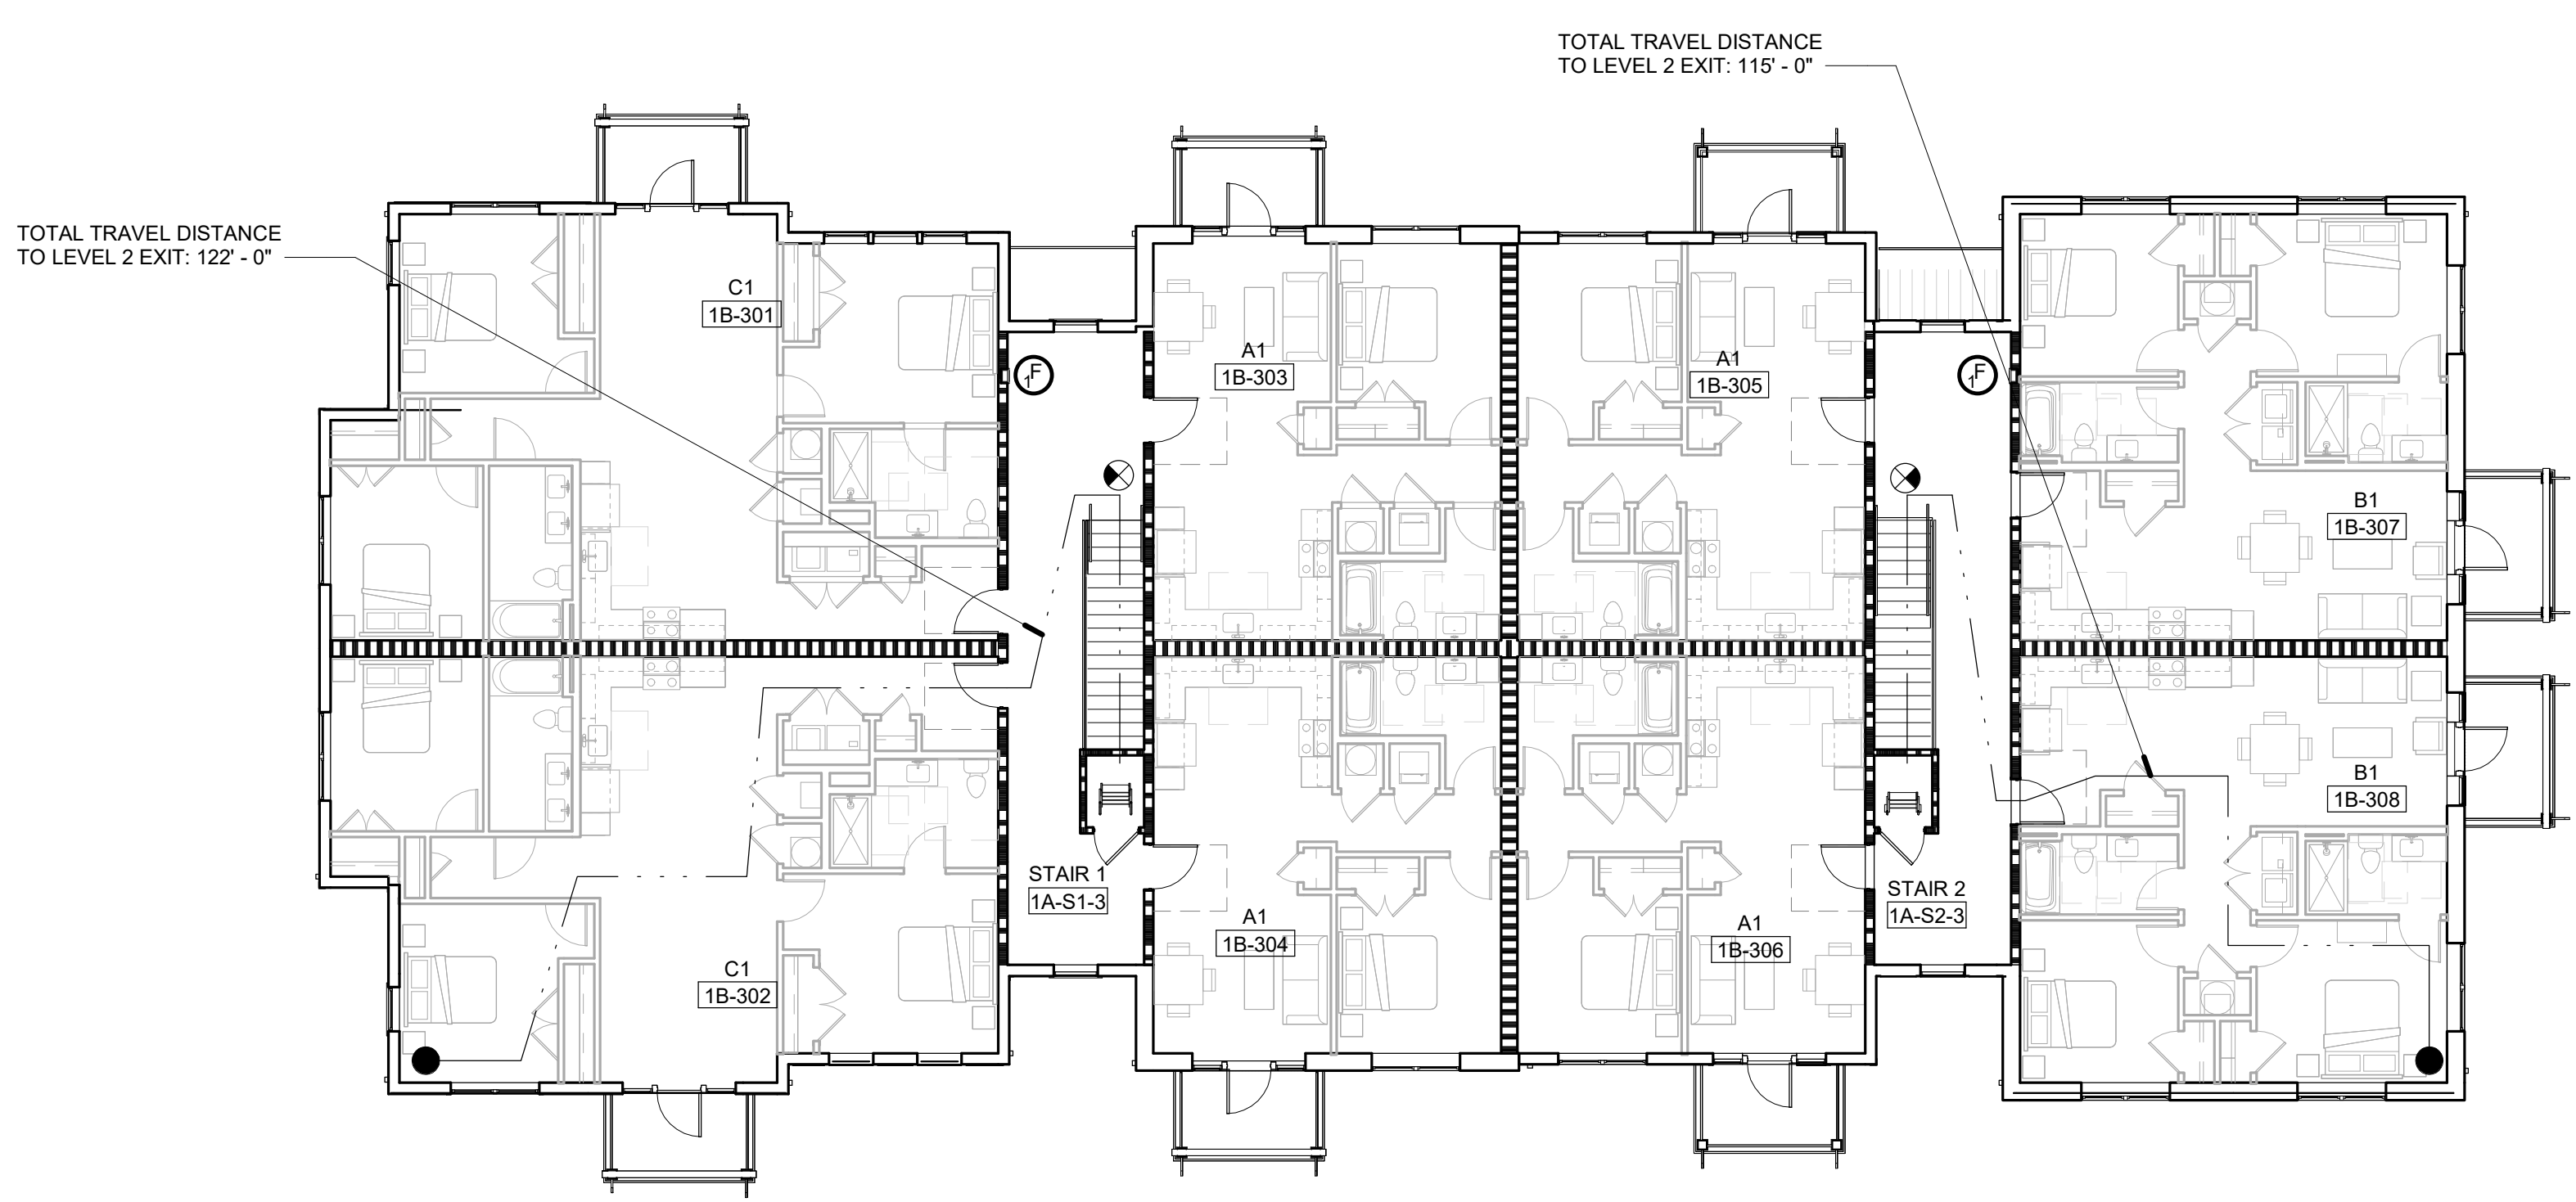 TOTAL TRAVEL DISTANCE
TO LEVEL 2 EXIT: 115' - 0"
TOTAL TRAVEL DISTANCE
TO LEVEL 2 EXIT: 122' - 0"
C1
1B-301
A1
1B-303
A1
1B-305
F
1
F
1
B1
1B-307
B1
1B-308
STAIR 1
1A-S1-3
STAIR 2
1A-S2-3
A1
1B-304
A1
1B-306
C1
1B-302